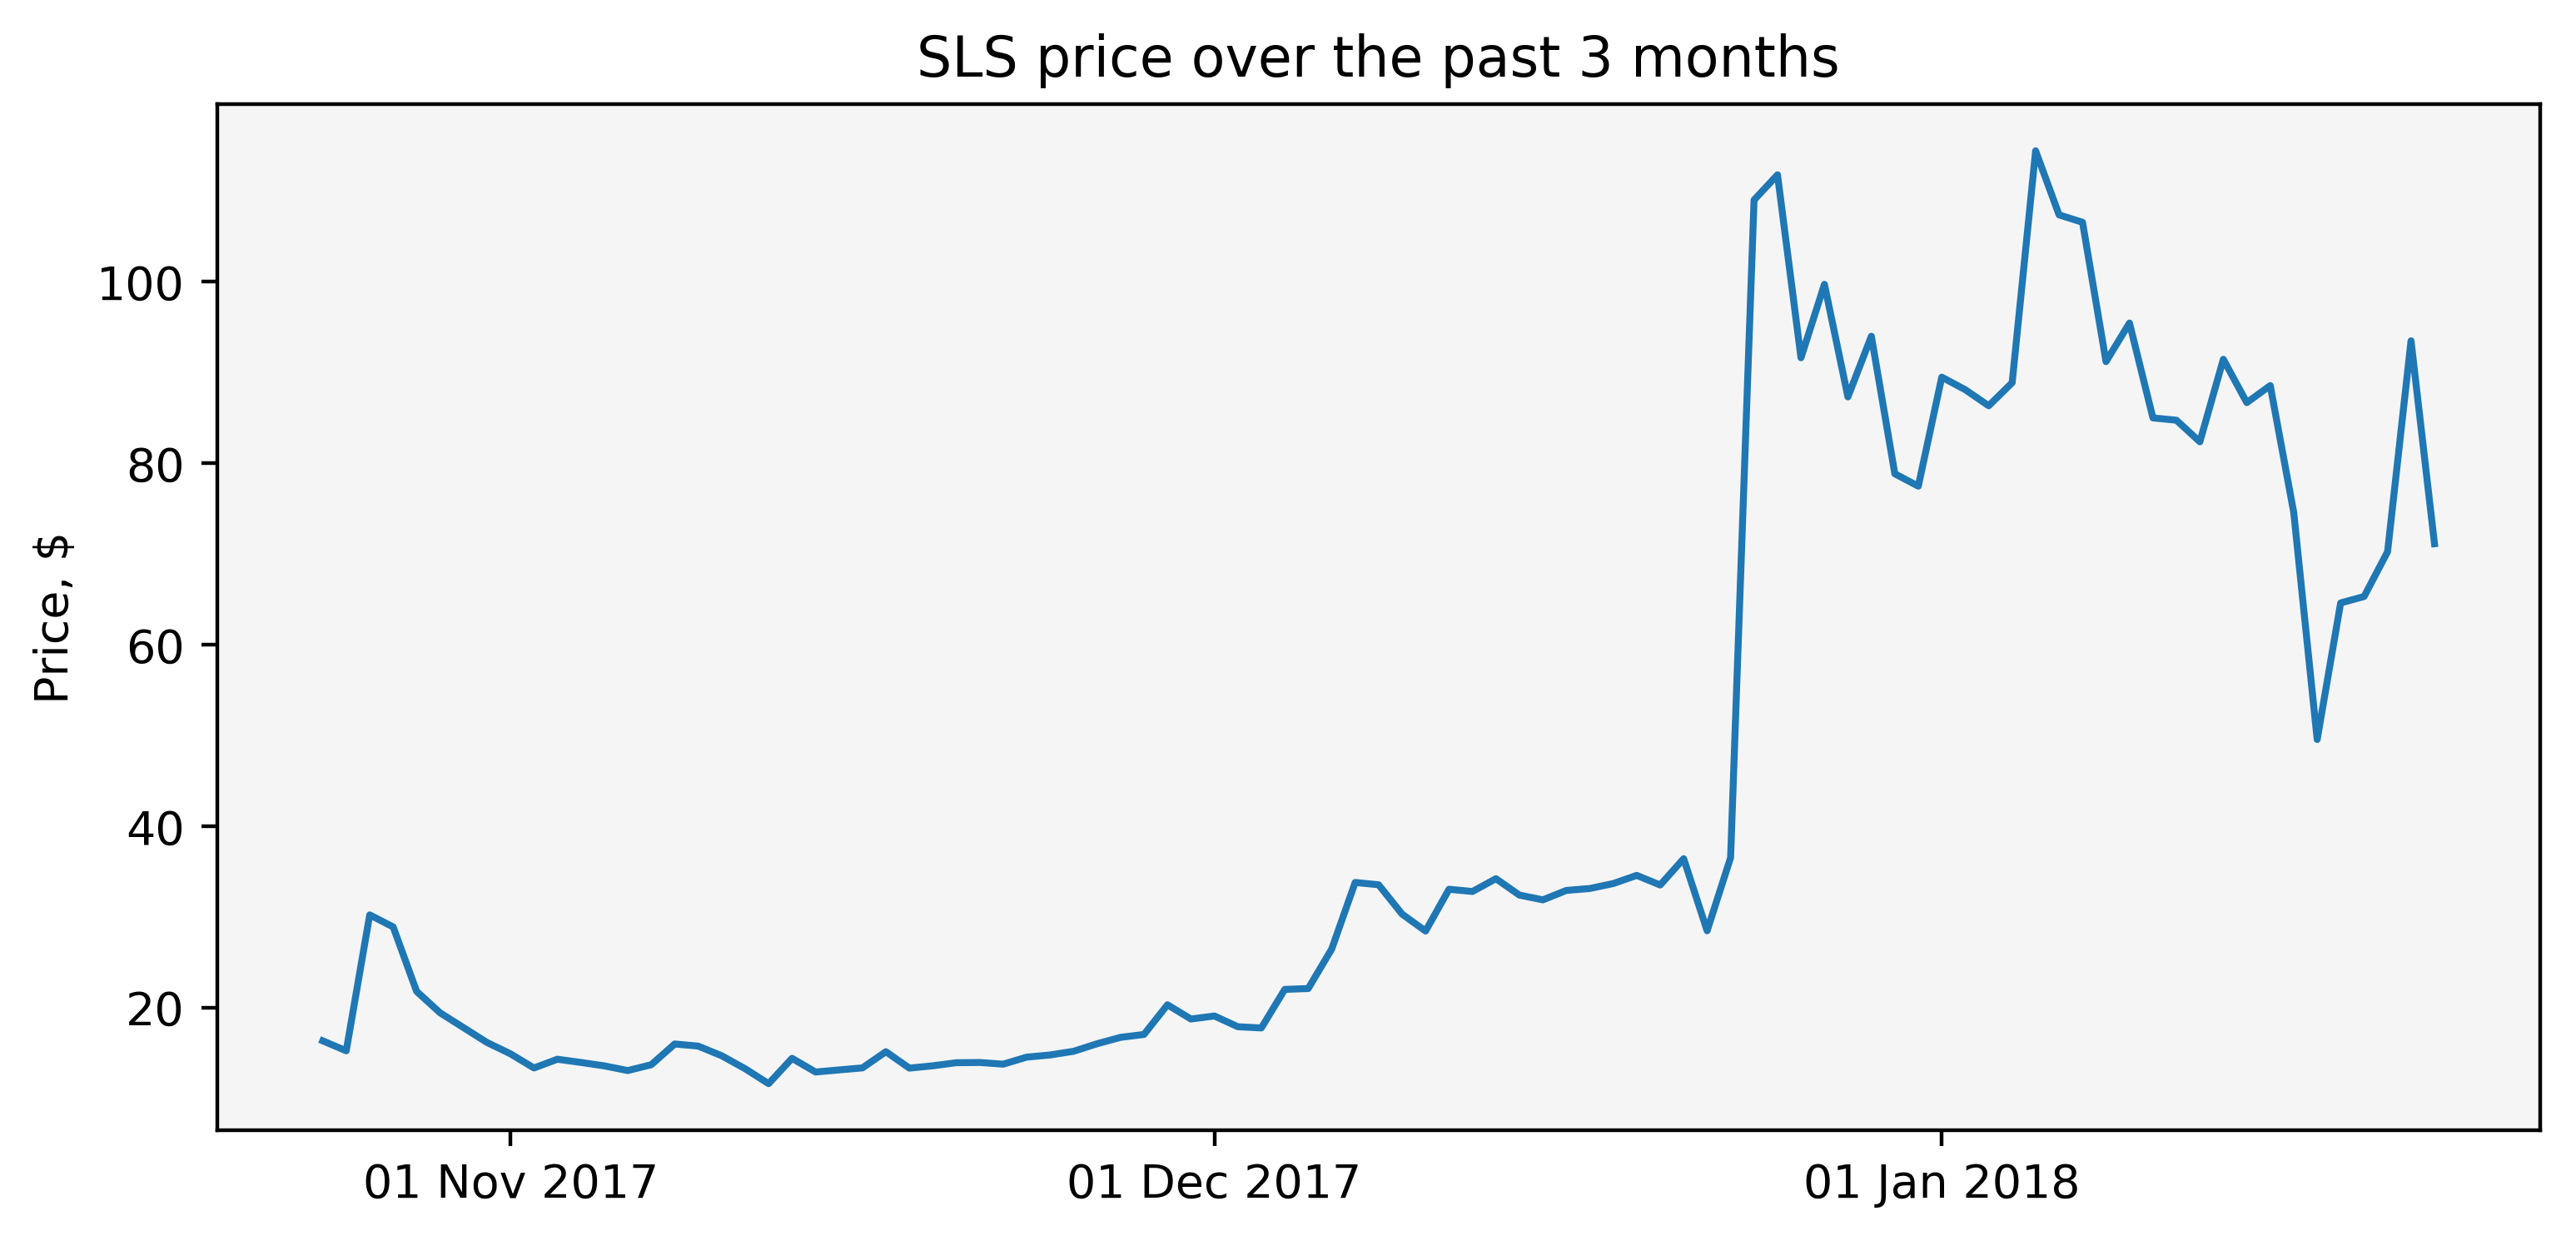 SLS price over the past 3 months
Price, $
100
80
60
40
20
01 Nov 2017
01 Dec 2017
01 Jan 2018